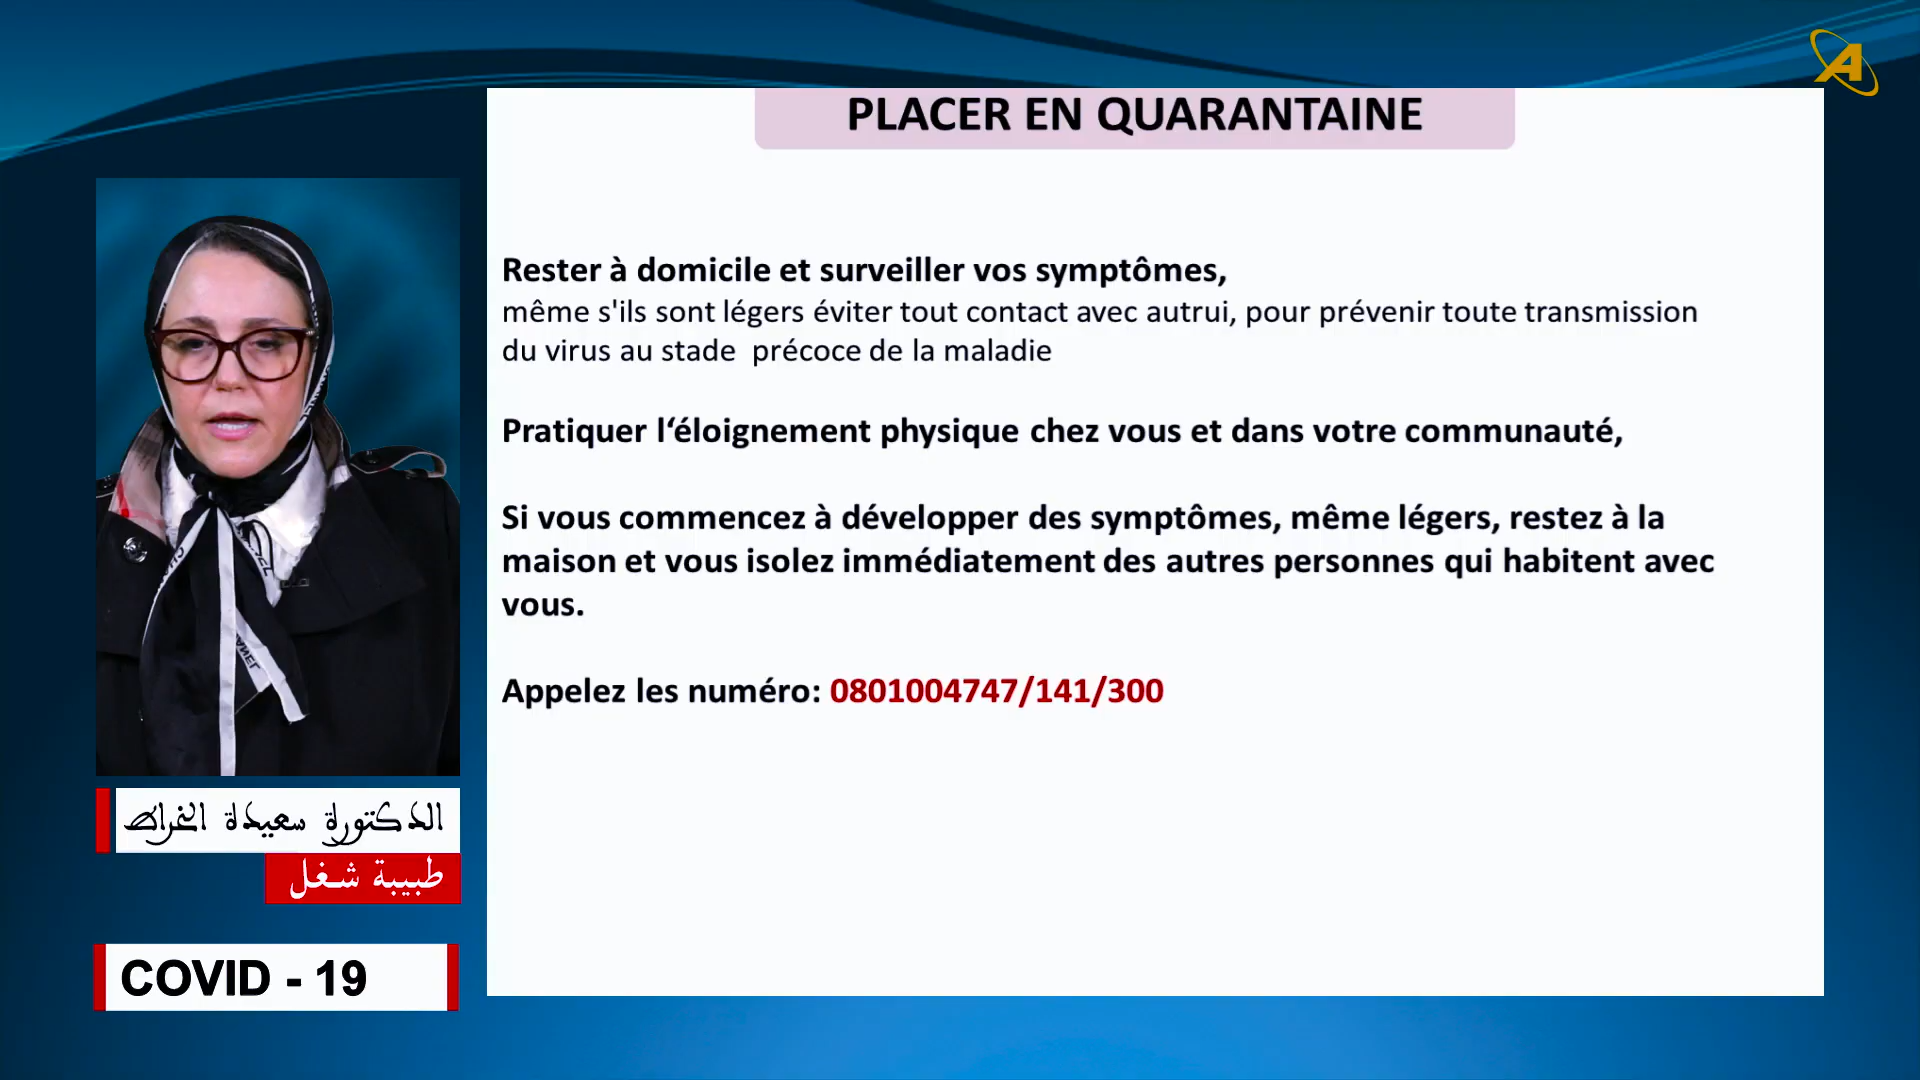 PLACER EN QUARANTAINE
Rester à domicile et surveiller vos symptômes,
même s'ils sont légers éviter tout contact avec autrui, pour prévenir toute transmission
du virus au stade  précoce de la maladie
Pratiquer l‘éloignement physique chez vous et dans votre communauté,
Si vous commencez à développer des symptômes, même légers, restez à la
maison et vous isolez immédiatement des autres personnes qui habitent avec
vous.
Appelez les numéro: 0801004747/141/300
الدكتورة سعيدة الخراط
طبيبة شغل
COVID - 19